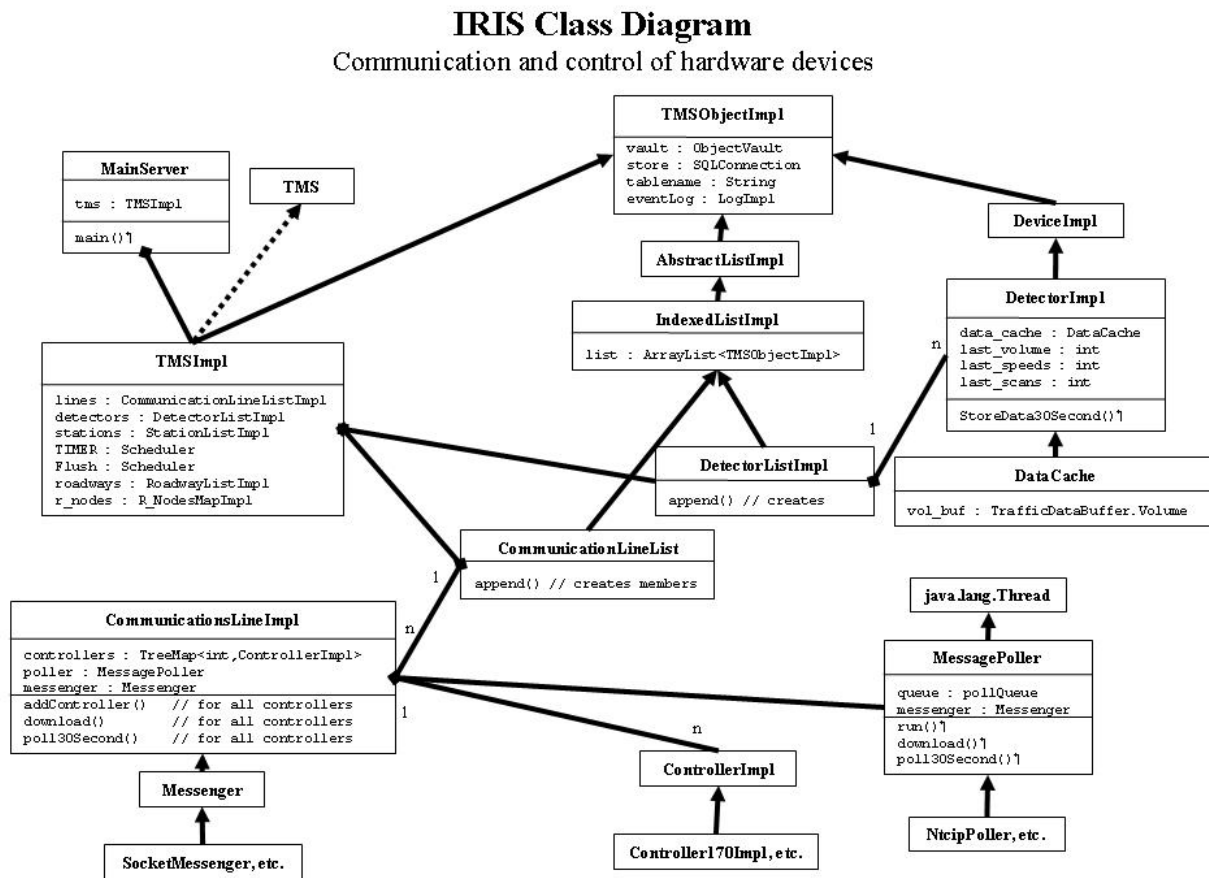 IRIS Class Diagram
Communication and control of hardware devices
TMSObjectImpl
vault : ObjectVault
store : SQLConnection
tablename : String
eventLog : LogImpl
MainServer
tms : TMSImpl
main()¶
TMS
DeviceImpl
AbstractListImpl
IndexedListImpl
list : ArrayList<TMSObjectImpl>
DetectorImpl
data_cache : DataCache
last_volume : int
last_speeds : int
last_scans : int
StoreData30Second()¶
n
TMSImpl
lines : CommunicationLineListImpl
detectors : DetectorListImpl
stations : StationListImpl
TIMER : Scheduler
Flush : Scheduler
roadways : RoadwayListImpl
r_nodes : R_NodesMapImpl
1
DetectorListImpl
append() // creates
DataCache
vol_buf : TrafficDataBuffer.Volume
CommunicationLineList
append() // creates members
1
n
CommunicationsLineImpl
controllers : TreeMap<int,ControllerImpl>
poller : MessagePoller
messenger : Messenger
addController() // for all controllers
download() // for all controllers
poll30Second() // for all controllers
1
n
java.lang.Thread
MessagePoller
queue : pollQueue
messenger : Messenger
run()¶
download()¶
poll30Second()¶
Messenger
ControllerImpl
SocketMessenger, etc.
Controller170Impl, etc.
NtcipPoller, etc.